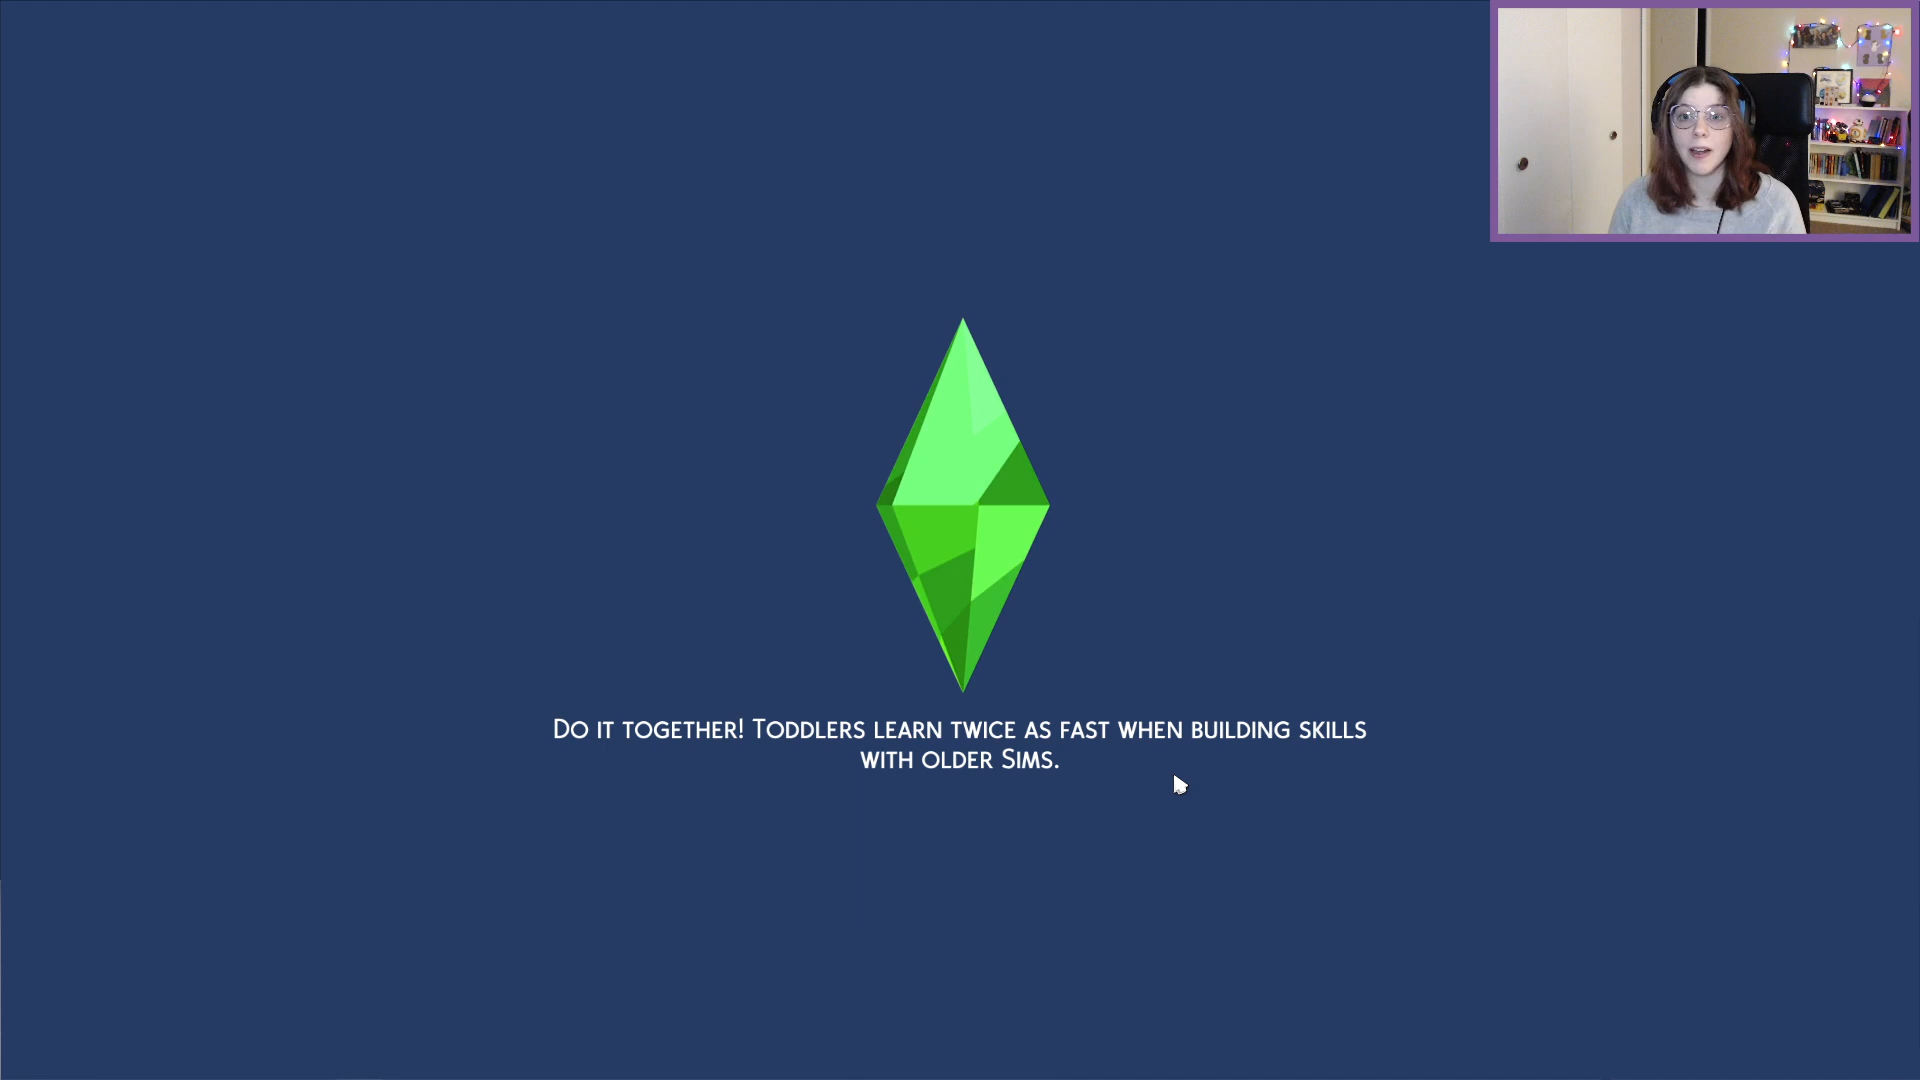 Do it together! Toddlers learn twice as fast when building skills
with older Sims.